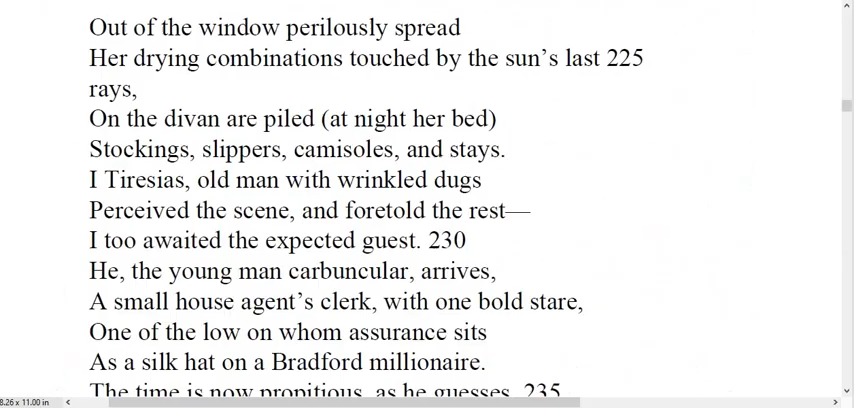 Out of the window perilously spread
Her drying combinations touched by the sun’s last 225
rays,
On the divan are piled (at night her bed)
Stockings, slippers, camisoles, and stays.
I Tiresias, old man with wrinkled dugs
Perceived the scene, and foretold the rest—
I too awaited the expected guest. 230
He, the young man carbuncular, arrives,
A small house agent’s clerk, with one bold stare,
One of the low on whom assurance sits
As a silk hat on a Bradford millionaire.
The time is now propitious, as he guesses, 235
8.26 x 11.00 in